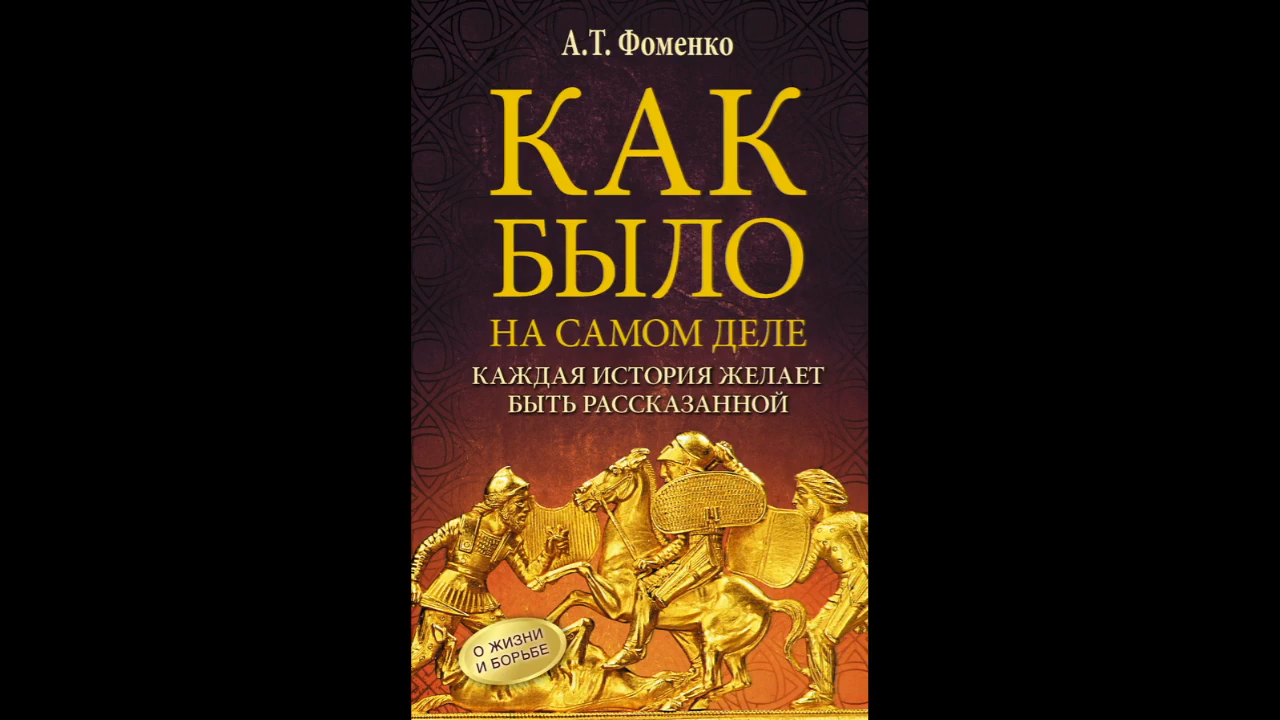 А.Т. Фоменко
КАК
БЫЛО
НА САМОМ ДЕЛЕ
КАЖДАЯ ИСТОРИЯ ЖЕЛАЕТ
БЫТЬ РАССКАЗАННОЙ
О ЖИЗНИ
И БОРЬБЕ